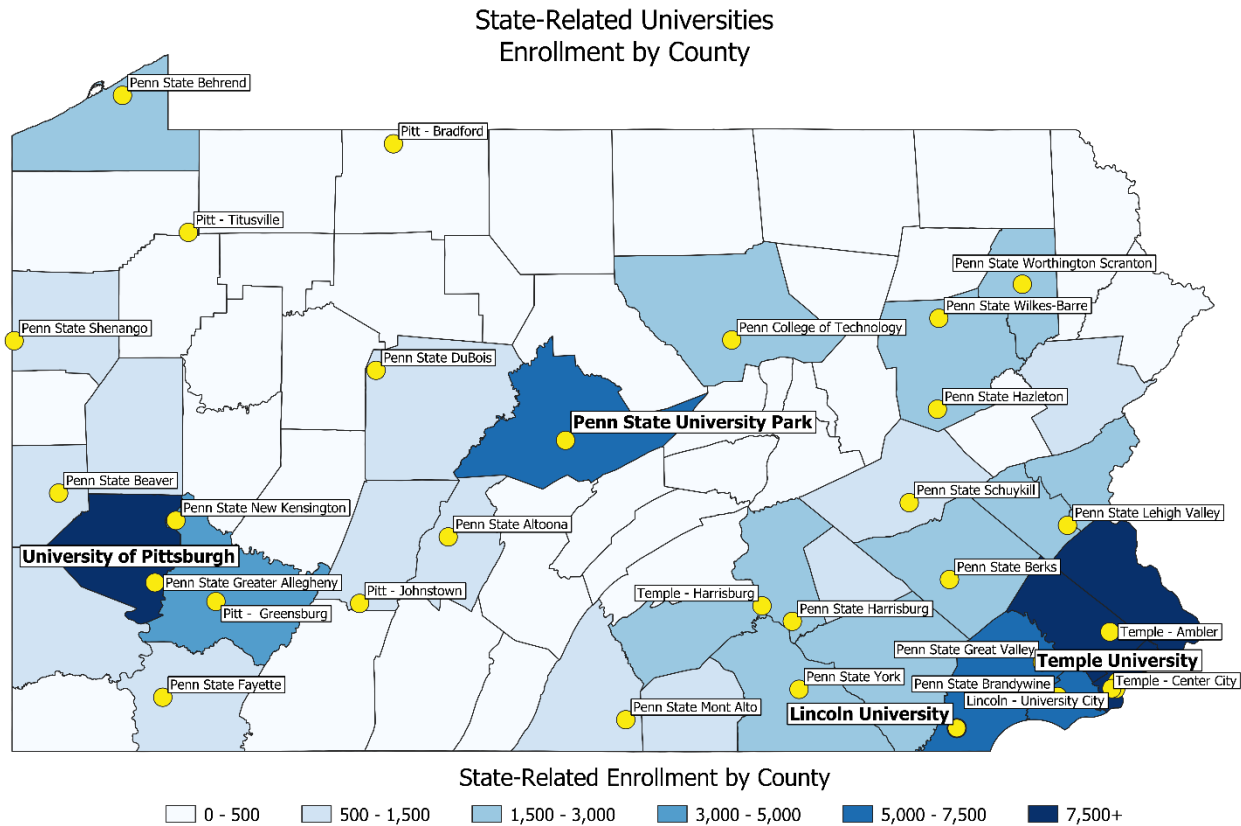 State-Related Universities
Enrollment by County
Penn State Behrend
Pitt - Bradford
Pitt - Titusville
Penn State Worthington Scranton
Penn State Wilkes-Barre
Penn State Shenango
Penn College of Technology
Penn State DuBois
Penn State Hazleton
Penn State University Park
Penn State Beaver
Penn State New Kensington
Penn State Schuykill
Penn State Lehigh Valley
Penn State Altoona
University of Pittsburgh
Penn State Greater Allegheny
Penn State Berks
Pitt - Greensburg
Pitt - Johnstown
Temple - Harrisburg
Penn State Harrisburg
Temple - Ambler
Penn State Great Valley
Temple University
Penn State Fayette
Penn State York
Penn State Brandywine
Temple - Center City
Lincoln - University City
Penn State Mont Alto
Lincoln University
State-Related Enrollment by County
0 - 500
500 - 1,500
1,500 - 3,000
3,000 - 5,000
5,000 - 7,500
7,500+